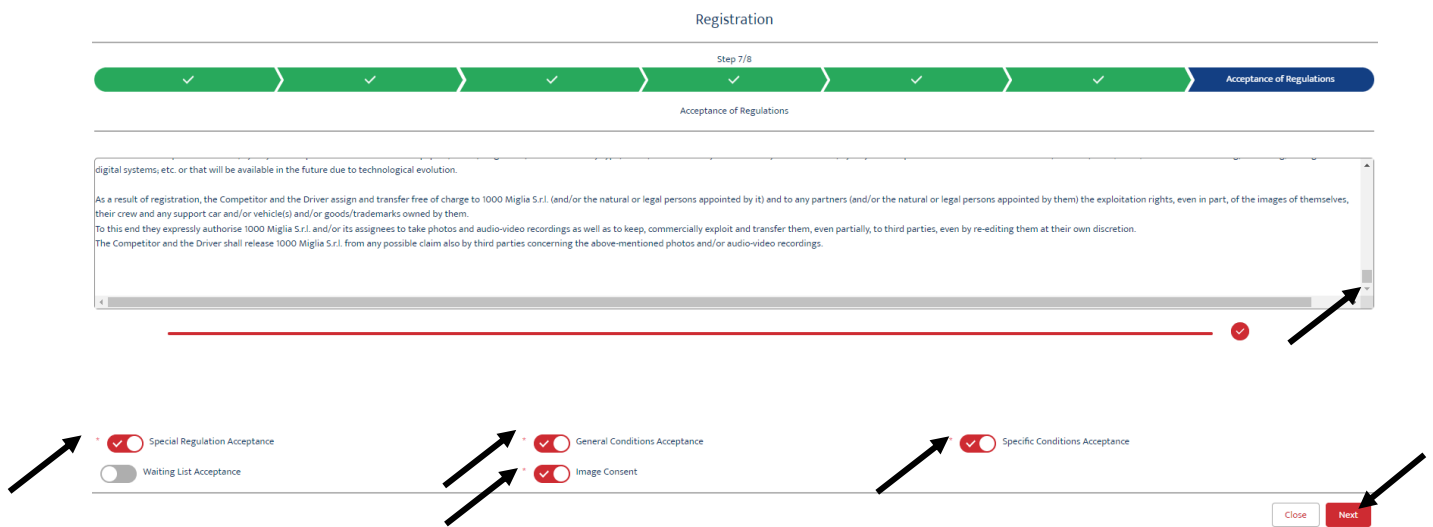 Registration
Step 7/8
Acceptance of Regulations
Acceptance of Regulations
digital systems, etc. or that will be available in the future due to technological evolution.
As a result of registration, the Competitor and the Driver assign and transfer free of charge to 1000 Miglia S.r.l. (and/or the natural or legal persons appointed by it) and to any partners (and/or the natural or legal persons appointed by them) the exploitation rights, even in part, of the images of themselves,
their crew and any support car and/or vehicle(s) and/or goods/trademarks owned by them.
To this end they expressly authorise 1000 Miglia S.r.l. and/or its assignees to take photos and audio-video recordings as well as to keep, commercially exploit and transfer them, even partially, to third parties, even by re-editing them at their own discretion.
The Competitor and the Driver shall release 1000 Miglia S.r.l. from any possible claim also by third parties concerning the above-mentioned photos and/or audio-video recordings.
* Special Regulation Acceptance
* General Conditions Acceptance
* Specific Conditions Acceptance
Waiting List Acceptance
* Image Consent
Close
Next